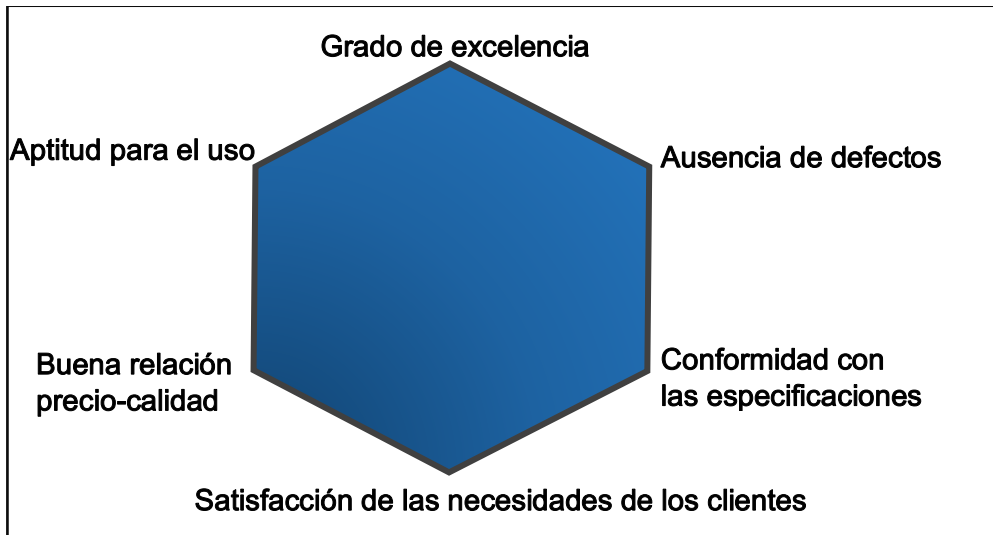 Grado de excelencia
Aptitud para el uso
Ausencia de defectos
Buena relación
precio-calidad
Conformidad con
las especificaciones
Satisfacción de las necesidades de los clientes